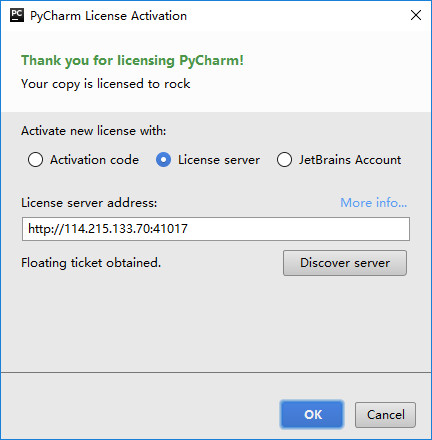 PC PyCharm License Activation
Thank you for licensing PyCharm!
Your copy is licensed to rock
Activate new license with:
Activation code License server JetBrains Account
License server address: More info...
http://114.215.133.70:41017
Floating ticket obtained. Discover server
OK Cancel